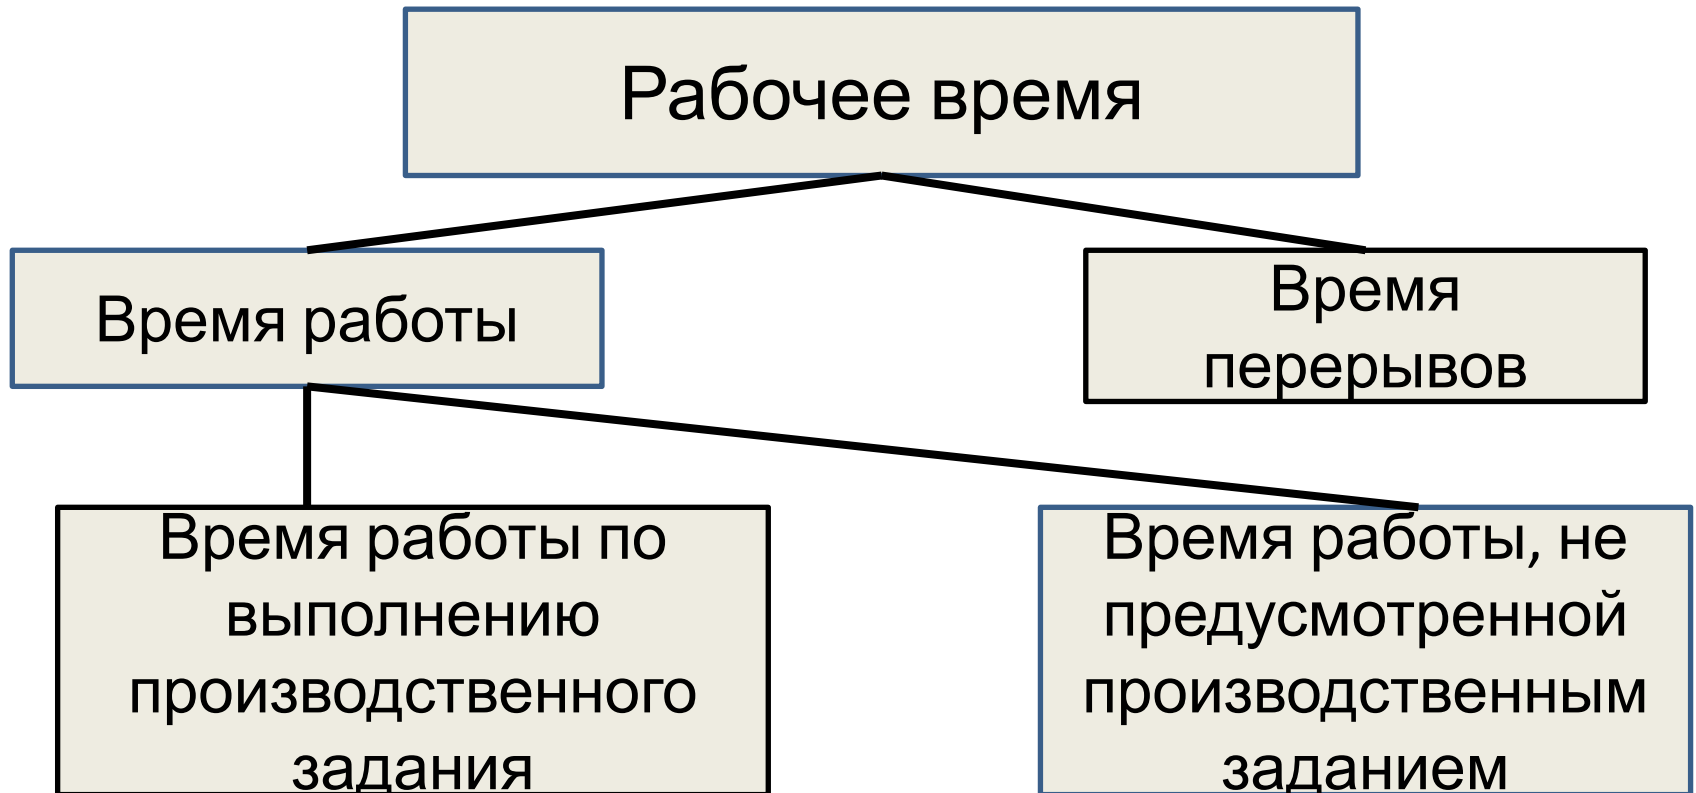 Рабочее время
Время работы
Время
перерывов
Время работы по
выполнению
производственного
задания
Время работы, не
предусмотренной
производственным
заданием